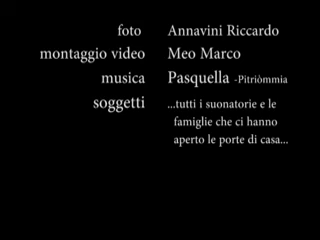 foto Annavini Riccardo
montaggio video Meo Marco
musica Pasquella -Pitriòmmia
soggetti ...tutti i suonatorie e le
famiglie che ci hanno
aperto le porte di casa...